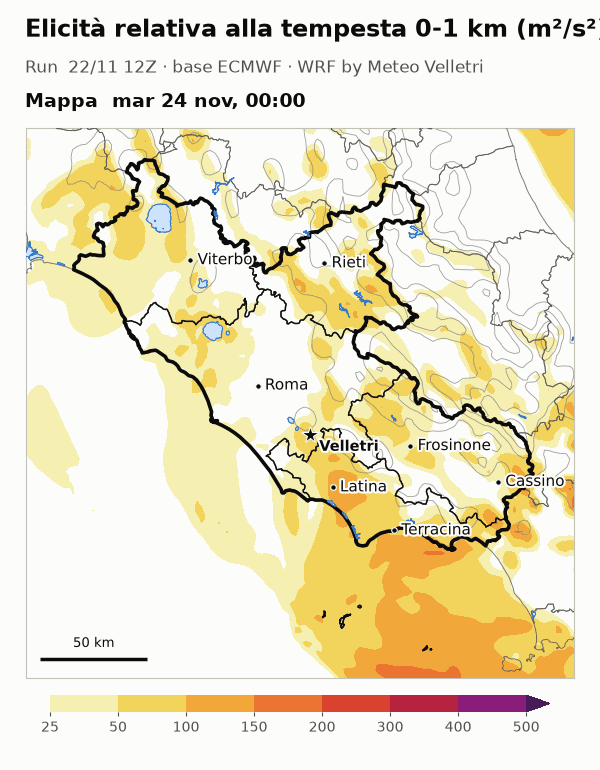 Elicità relativa alla tempesta 0-1 km (m²/s²)
Run  22/11 12Z · base ECMWF · WRF by Meteo Velletri
Mappa  mar 24 nov, 00:00
Viterbo
Rieti
Roma
Velletri
Frosinone
Latina
Cassino
Terracina
50 km
25 50 100 150 200 300 400 500